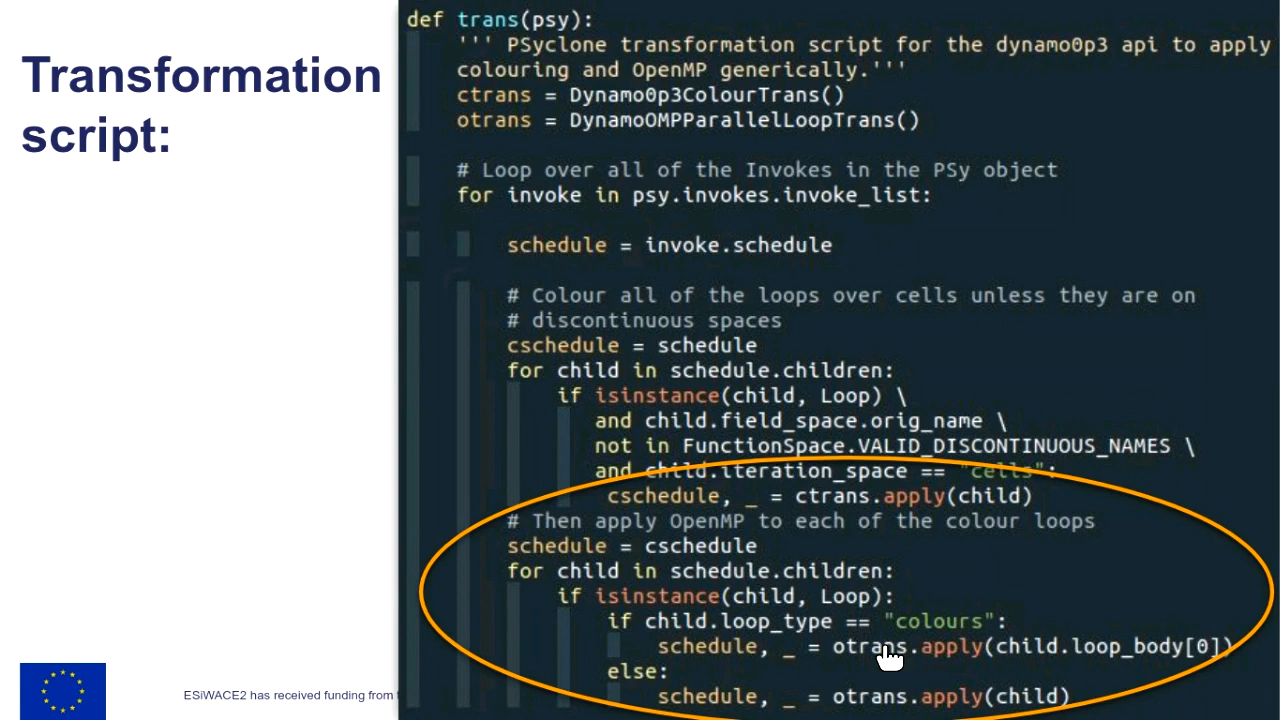 Transformation
script:
def trans(psy):
''' PSyclone transformation script for the dynamo0p3 api to apply
colouring and OpenMP generically.'''
ctrans = Dynamo0p3ColourTrans()
otrans = DynamoOMPParallelLoopTrans()
# Loop over all of the Invokes in the PSy object
for invoke in psy.invokes.invoke_list:
schedule = invoke.schedule
# Colour all of the loops over cells unless they are on
# discontinuous spaces
cschedule = schedule
for child in schedule.children:
if isinstance(child, Loop) \
and child.field_space.orig_name \
not in FunctionSpace.VALID_DISCONTINUOUS_NAMES \
and child.iteration_space == "cells":
cschedule, _ = ctrans.apply(child)
# Then apply OpenMP to each of the colour loops
schedule = cschedule
for child in schedule.children:
if isinstance(child, Loop):
if child.loop_type == "colours":
schedule, _ = otrans.apply(child.loop_body[0])
else:
schedule, _ = otrans.apply(child)
ESiWACE2 has received funding from